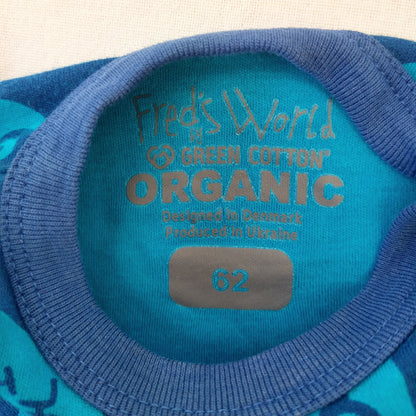 Fred's World
by
GREEN COTTON®
ORGANIC
Designed in Denmark
Produced in Ukraine
62